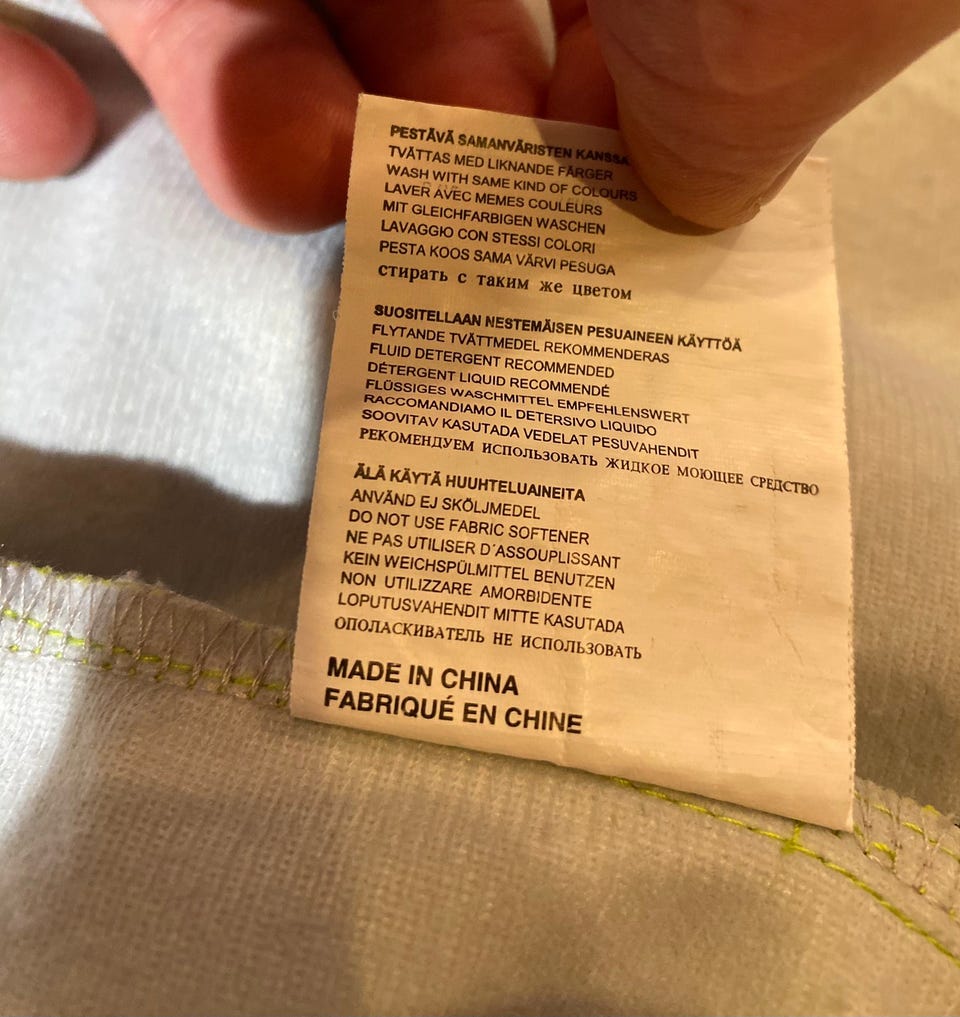 PESTÄVÄ SAMANVÄRISTEN KANSSA
TVÄTTAS MED LIKNANDE FÄRGER
WASH WITH SAME KIND OF COLOURS
LAVER AVEC MEMES COULEURS
MIT GLEICHFARBIGEN WASCHEN
LAVAGGIO CON STESSI COLORI
PESTA KOOS SAMA VÄRVI PESUGA
стирать с таким же цветом
SUOSITELLAAN NESTEMÄISEN PESUAINEEN KÄYTTÖÄ
FLYTANDE TVÄTTMEDEL REKOMMENDERAS
FLUID DETERGENT RECOMMENDED
DÉTERGENT LIQUID RECOMMENDÉ
FLÜSSIGES WASCHMITTEL EMPFEHLENSWERT
RACCOMANDIAMO IL DETERSIVO LIQUIDO
SOOVITAV KASUTADA VEDELAT PESUVAHENDIT
РЕКОМЕНДУЕМ ИСПОЛЬЗОВАТЬ ЖИДКОЕ МОЮЩЕЕ СРЕДСТВО
ÄLÄ KÄYTÄ HUUHTELUAINEITA
ANVÄND EJ SKÖLJMEDEL
DO NOT USE FABRIC SOFTENER
NE PAS UTILISER D´ASSOUPLISSANT
KEIN WEICHSPÜLMITTEL BENUTZEN
NON UTILIZZARE AMORBIDENTE
LOPUTUSVAHENDIT MITTE KASUTADA
ОПОЛАСКИВАТЕЛЬ НЕ ИСПОЛЬЗОВАТЬ
MADE IN CHINA
FABRIQUÉ EN CHINE